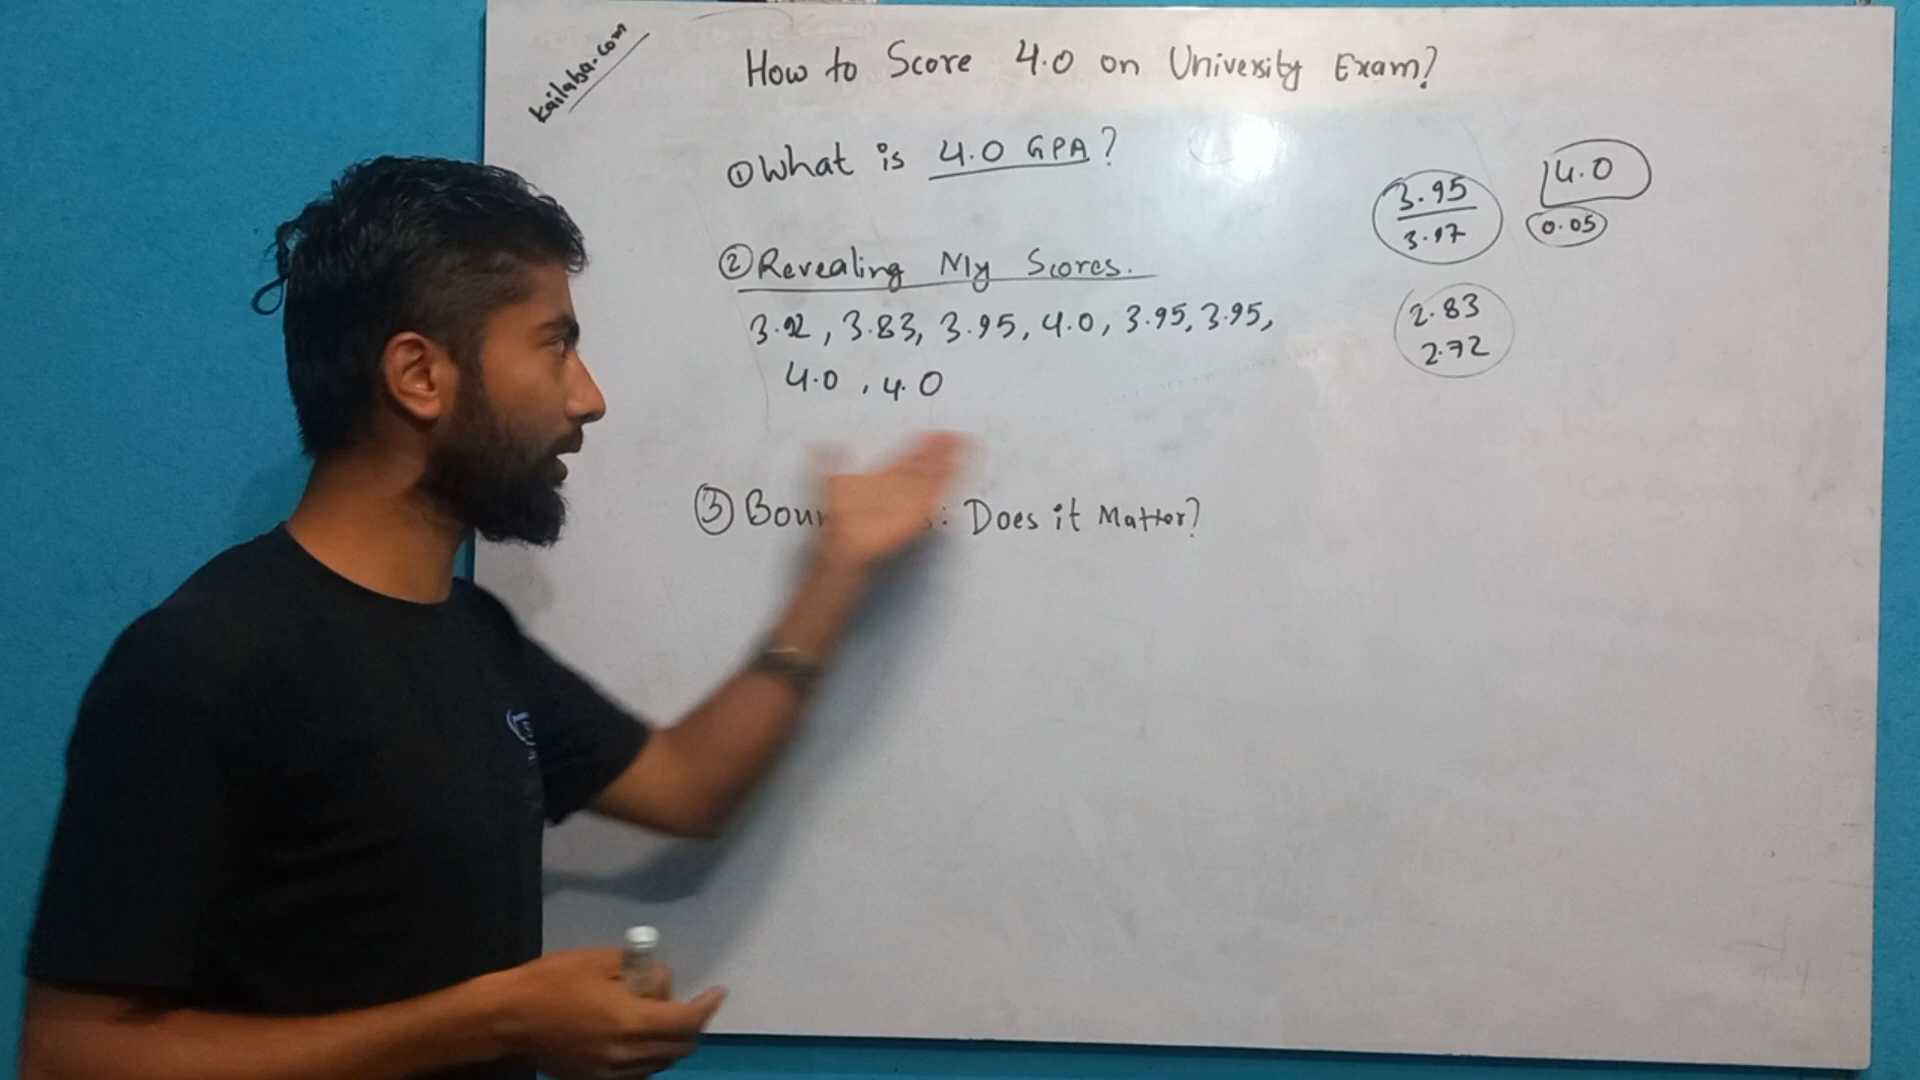 kailaba.com
How to Score 4.0 on University Exam?
① What is 4.0 GPA?
② Revealing My Scores.
3.92, 3.83, 3.95, 4.0, 3.95, 3.95,
4.0, 4.0
③ : Does it Matter?
3.95
3.97
4.0
0.05
2.83
2.72